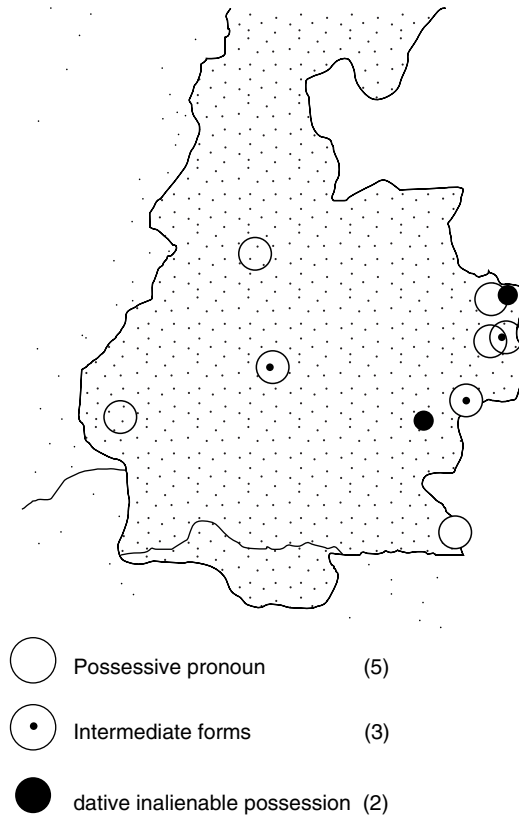 Possessive pronoun (5)
Intermediate forms (3)
dative inalienable possession (2)